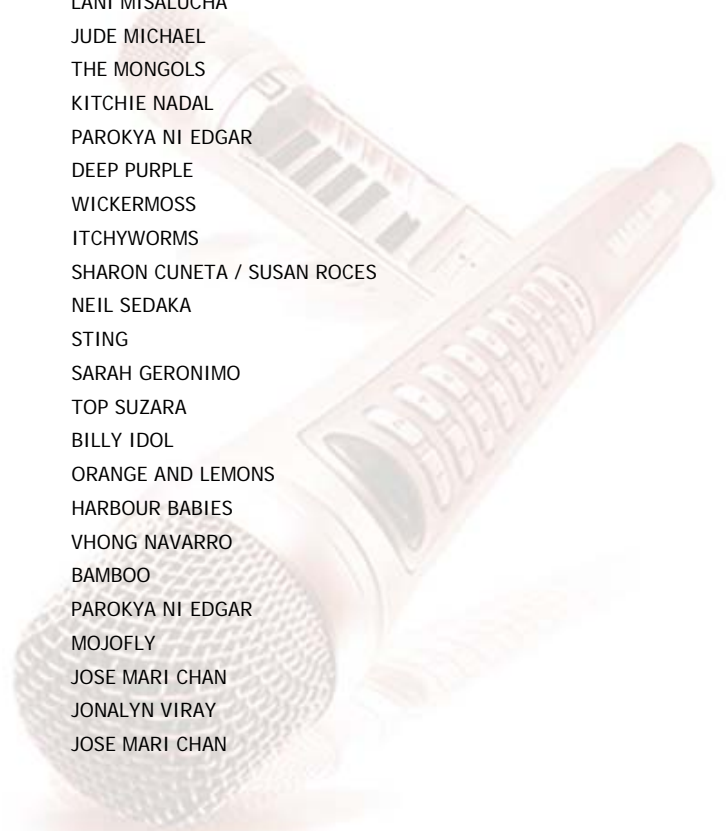 LANI MISALUCHA
JUDE MICHAEL
THE MONGOLS
KITCHIE NADAL
PAROKYA NI EDGAR
DEEP PURPLE
WICKERMOSS
ITCHYWORMS
SHARON CUNETA / SUSAN ROCES
NEIL SEDAKA
STING
SARAH GERONIMO
TOP SUZARA
BILLY IDOL
ORANGE AND LEMONS
HARBOUR BABIES
VHONG NAVARRO
BAMBOO
PAROKYA NI EDGAR
MOJOFLY
JOSE MARI CHAN
JONALYN VIRAY
JOSE MARI CHAN